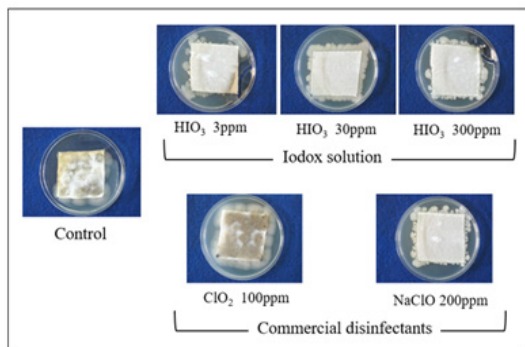 HIO₃ 3ppm
HIO₃ 30ppm
HIO₃ 300ppm
Iodox solution
Control
ClO₂ 100ppm
NaClO 200ppm
Commercial disinfectants